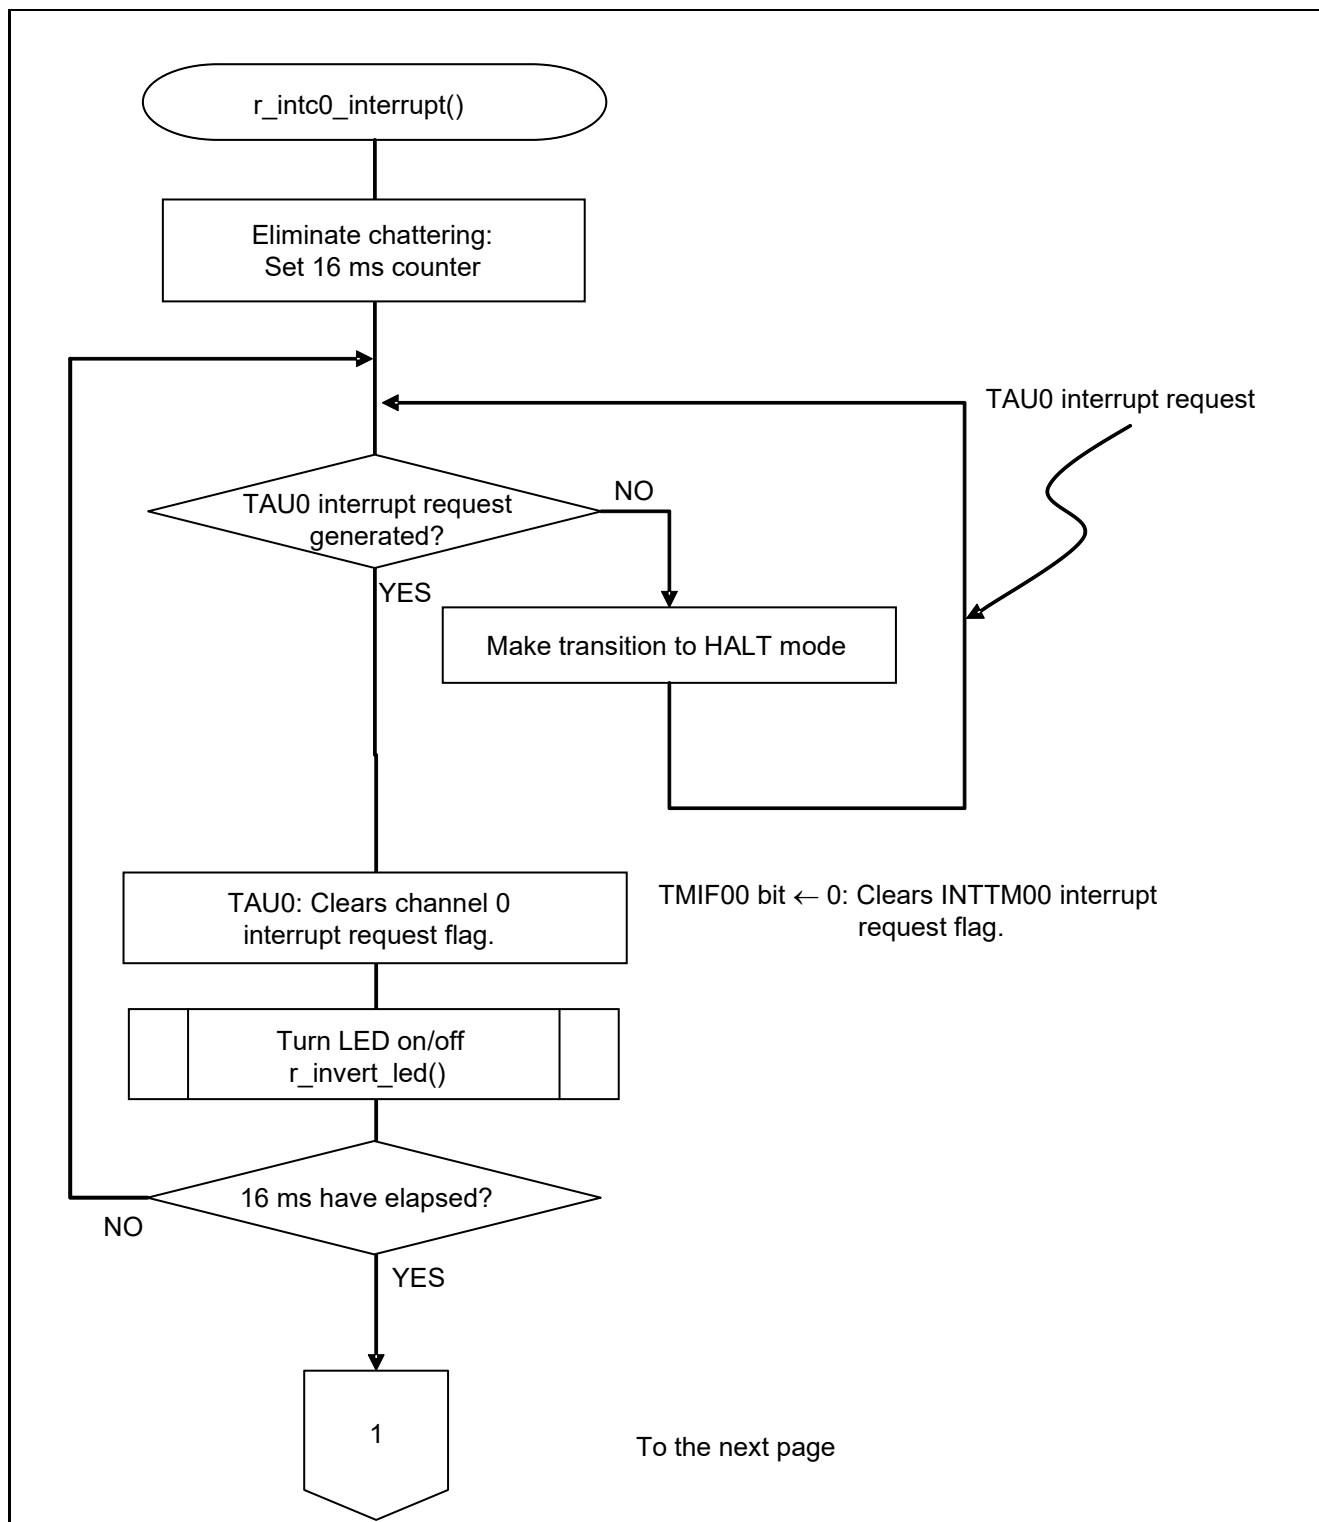 r_intc0_interrupt()
Eliminate chattering:
Set 16 ms counter
TAU0 interrupt request
TAU0 interrupt request
generated?
NO
YES
Make transition to HALT mode
TAU0: Clears channel 0
interrupt request flag.
TMIF00 bit ← 0: Clears INTTM00 interrupt
request flag.
Turn LED on/off
r_invert_led()
16 ms have elapsed?
NO
YES
1
To the next page